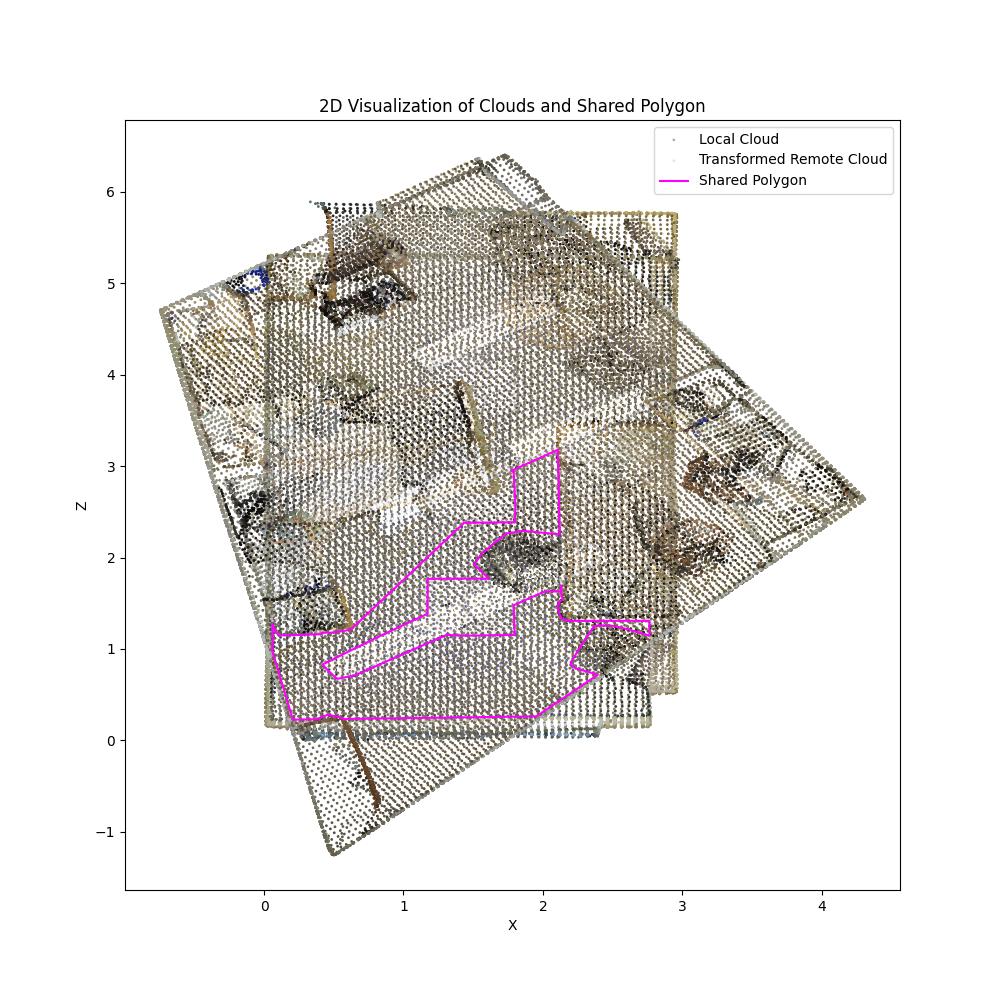 2D Visualization of Clouds and Shared Polygon
Local Cloud
Transformed Remote Cloud
Shared Polygon
6
5
4
3
2
1
0
−1
Z
0
1
2
3
4
X